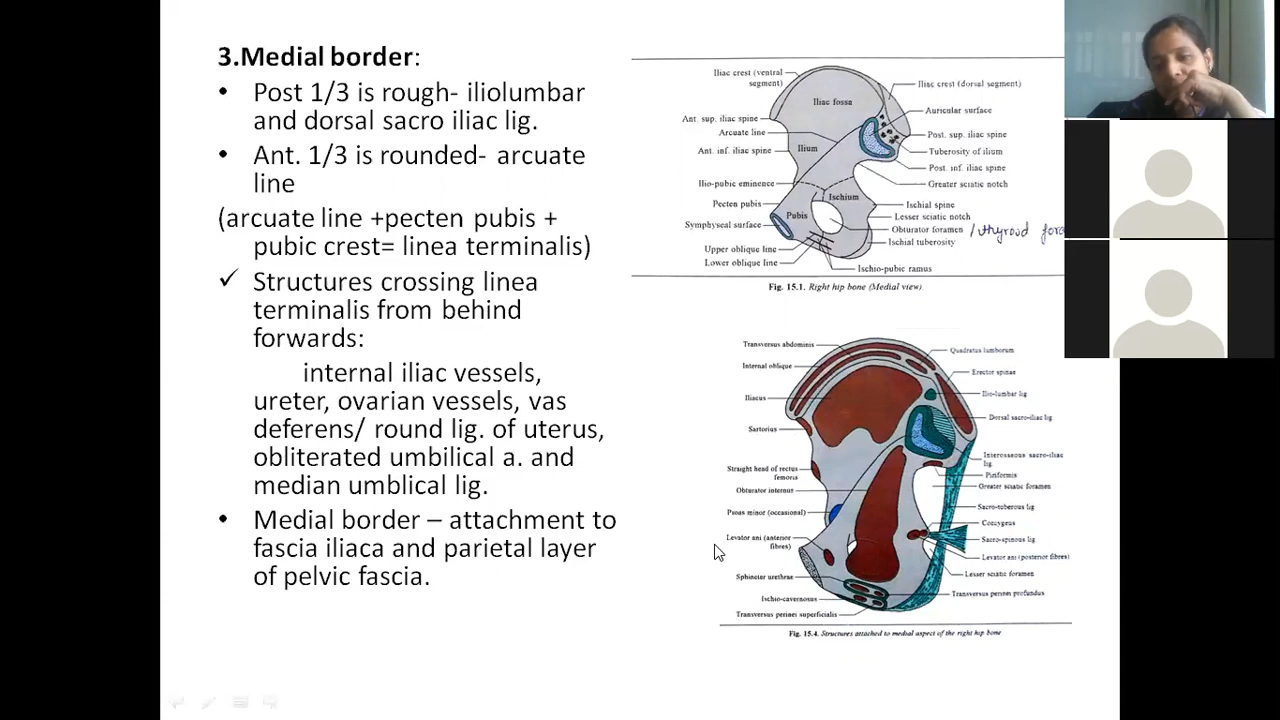 3.Medial border:
• Post 1/3 is rough- iliolumbar
and dorsal sacro iliac lig.
• Ant. 1/3 is rounded- arcuate
line
(arcuate line +pecten pubis +
pubic crest= linea terminalis)
✓ Structures crossing linea
terminalis from behind
forwards:
internal iliac vessels,
ureter, ovarian vessels, vas
deferens/ round lig. of uterus,
obliterated umbilical a. and
median umblical lig.
• Medial border – attachment to
fascia iliaca and parietal layer
of pelvic fascia.
Iliac crest (ventral
segment)
Ant. sup. iliac spine
Arcuate line
Ant. inf. iliac spine
Ilio-pubic eminence
Pecten pubis
Symphyseal surface
Upper oblique line
Lower oblique line
Iliac fossa
Ilium
Ischium
Pubis
Iliac crest (dorsal segment)
Auricular surface
Post. sup. iliac spine
Tuberosity of ilium
Post. inf. iliac spine
Greater sciatic notch
Ischial spine
Lesser sciatic notch
Obturator foramen / thyroid fora
Ischial tuberosity
Ischio-pubic ramus
Fig. 15.1. Right hip bone (Medial view)
Transversus abdominis
Internal oblique
Iliacus
Sartorius
Straight head of rectus
femoris
Obturator internus
Psoas minor (occasional)
Levator ani (anterior
fibres)
Sphincter urethrae
Ischio-cavernosus
Transversus perinei superficialis
Quadratus lumborum
Erector spinae
Ilio-lumbar lig
Dorsal sacro-iliac lig
Interosseous sacro-iliac
lig.
Piriformis
Greater sciatic foramen
Sacro-tuberous lig
Coccygeus
Sacro-spinous lig
Levator ani (posterior fibres)
Lesser sciatic foramen
Transversus perinei profundus
Fig. 15.4. Structures attached to medial aspect of the right hip bone